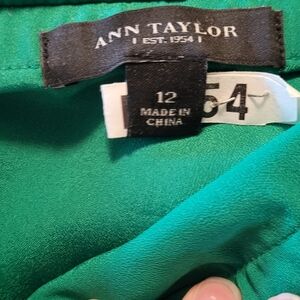 ANN TAYLOR
EST. 1954
12
MADE IN
CHINA
54